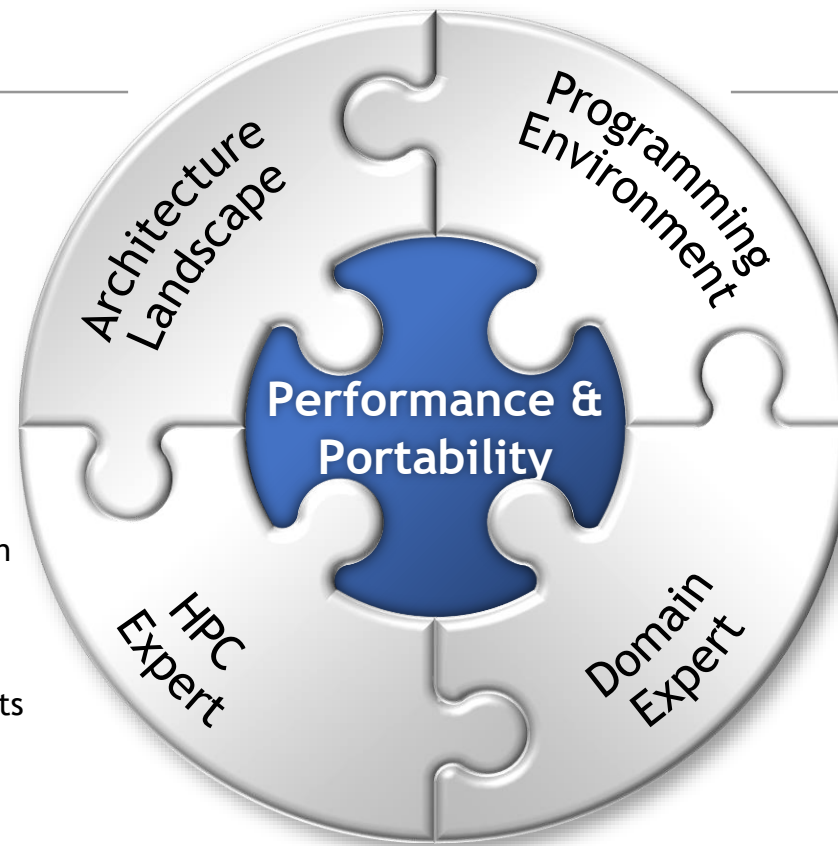 Architecture
Landscape
Programming
Environment
Performance &
Portability
HPC
Expert
Domain
Expert